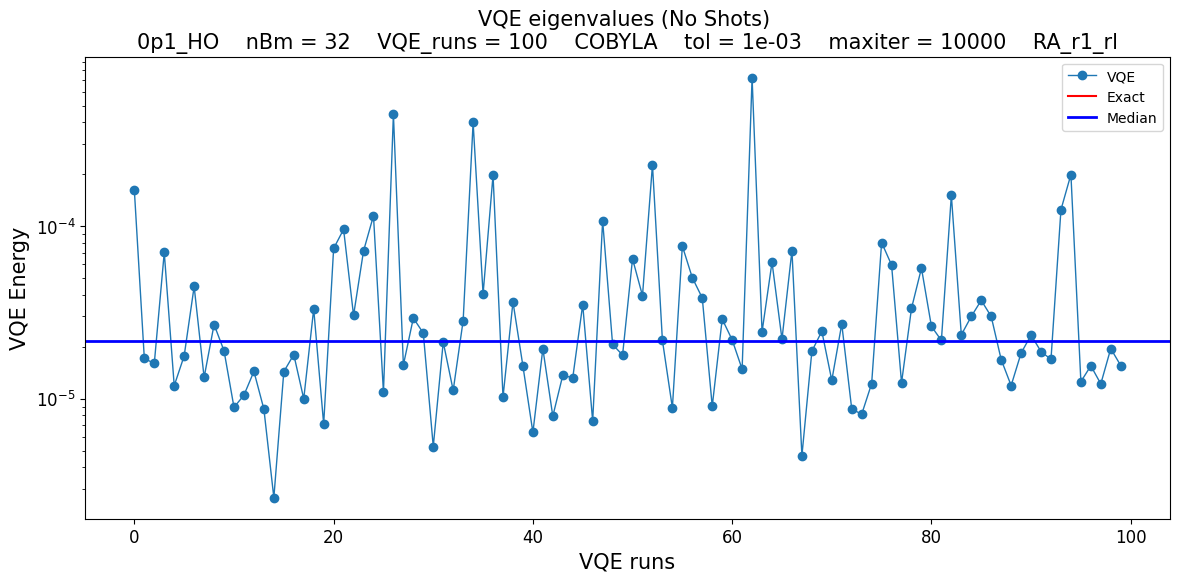 VQE eigenvalues (No Shots)
0p1_HO    nBm = 32    VQE_runs = 100    COBYLA    tol = 1e-03    maxiter = 10000    RA_r1_rl
VQE
Exact
Median
VQE Energy
10⁻⁴
10⁻⁵
0 20 40 60 80 100
VQE runs